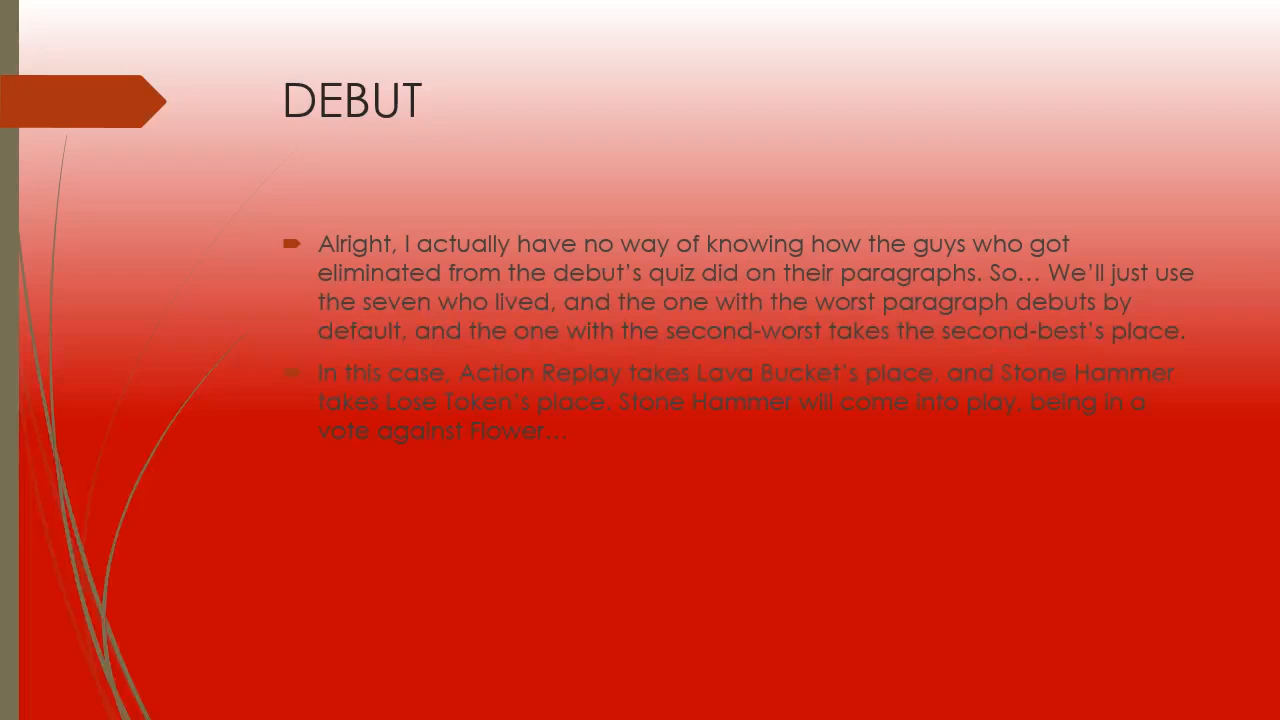 DEBUT
Alright, I actually have no way of knowing how the guys who got
eliminated from the debut's quiz did on their paragraphs. So… We'll just use
the seven who lived, and the one with the worst paragraph debuts by
default, and the one with the second-worst takes the second-best's place.
In this case, Action Replay takes Lava Bucket's place, and Stone Hammer
takes Lose Token's place. Stone Hammer will come into play, being in a
vote against Flower…